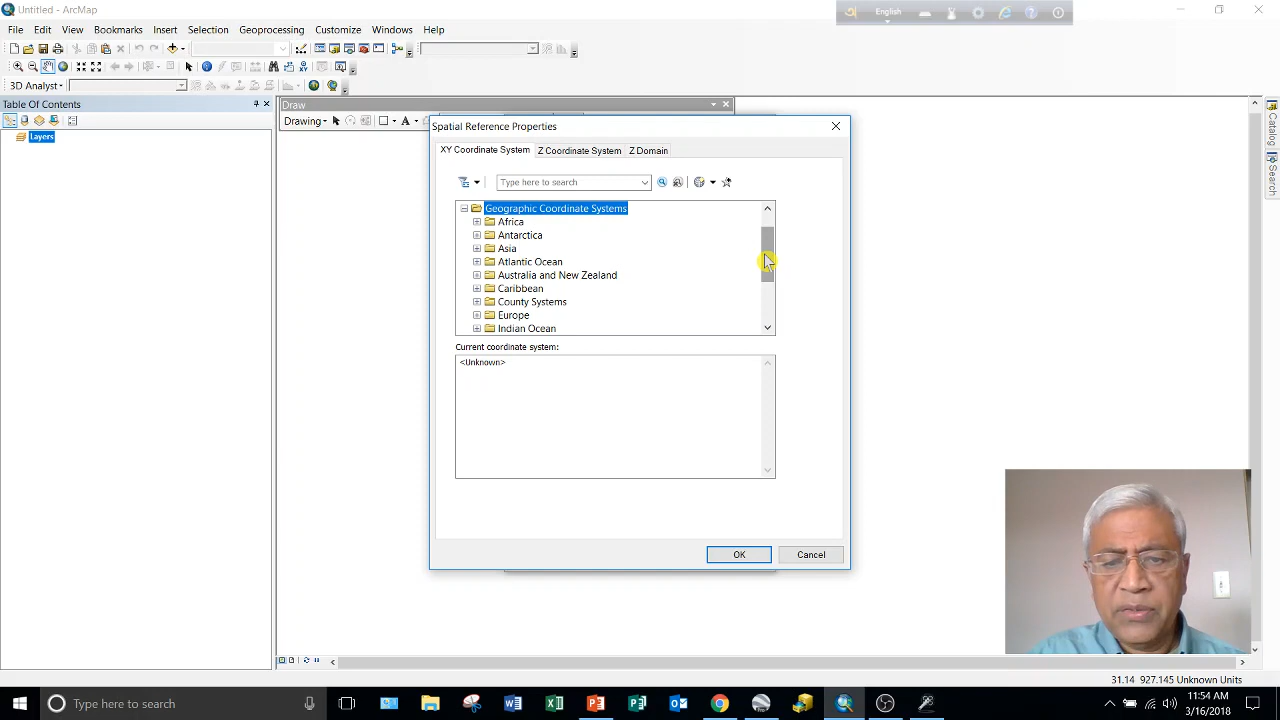 Untitled - ArcMap
English
File Edit View Bookmarks Insert Selection Geoprocessing Customize Windows Help
3D Analyst
Table Of Contents
Layers
Draw
Drawing
A
Spatial Reference Properties
XY Coordinate System
Z Coordinate System
Z Domain
Type here to search
Geographic Coordinate Systems
Africa
Antarctica
Asia
Atlantic Ocean
Australia and New Zealand
Caribbean
County Systems
Europe
Indian Ocean
Current coordinate system:
<Unknown>
OK
Cancel
Catalog
Search
31.14 927.145 Unknown Units
Type here to search
11:54 AM
3/16/2018